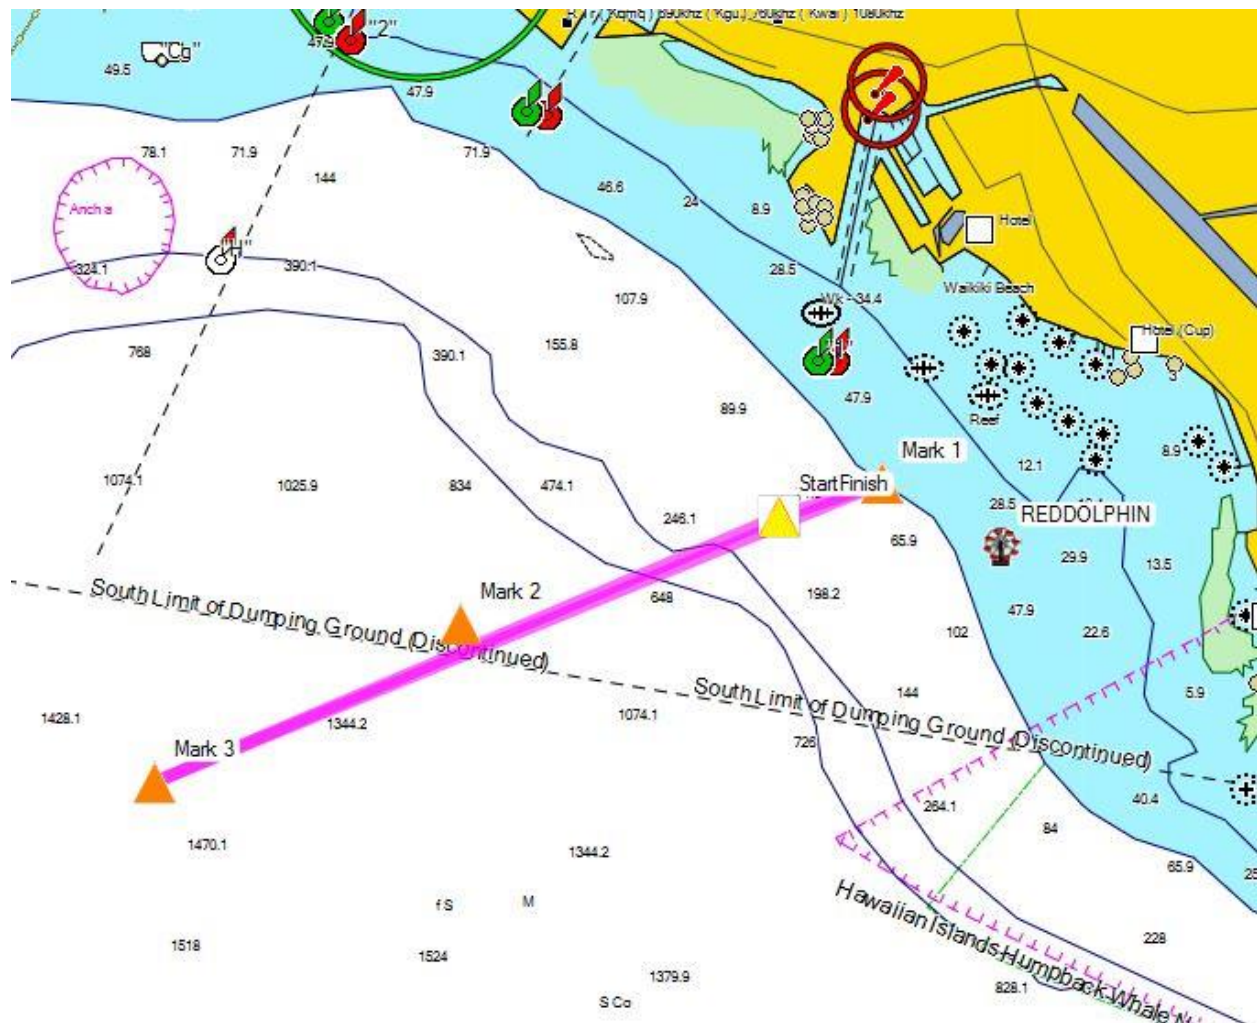 "2"
"Cg"
47.9
49.5
47.9
78.1
71.9
71.9
144
46.6
24
8.9
Anch a
Hotel
"H"
324.1
390.1
28.5
Waikiki Beach
107.9
Wk - 34.4
Hotel (Cup)
768
390.1
155.8
"1"
3
47.9
89.9
Reef
Mark 1
8.9
12.1
1074.1
1025.9
834
474.1
StartFinish
28.5
246.1
REDDOLPHIN
65.9
29.9
13.5
South Limit of Dumping Ground (Discontinued)
Mark 2
648
198.2
47.9
102
22.6
South Limit of Dumping Ground (Discontinued)
144
5.9
1428.1
1344.2
1074.1
726
Mark 3
264.1
40.4
84
1470.1
1344.2
65.9
f S
M
Hawaiian Islands Humpback Whale
1518
1524
228
1379.9
828.1
S Co